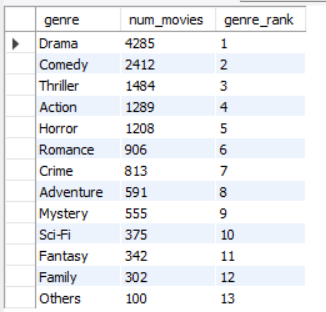 genre num_movies genre_rank
Drama 4285 1
Comedy 2412 2
Thriller 1484 3
Action 1289 4
Horror 1208 5
Romance 906 6
Crime 813 7
Adventure 591 8
Mystery 555 9
Sci-Fi 375 10
Fantasy 342 11
Family 302 12
Others 100 13